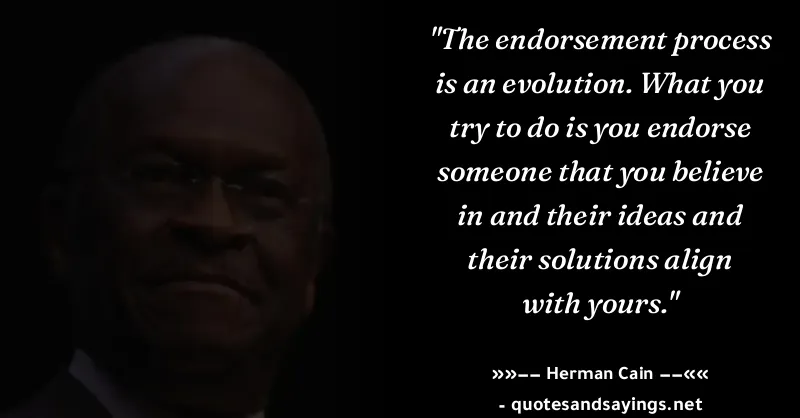 "The endorsement process
is an evolution. What you
try to do is you endorse
someone that you believe
in and their ideas and
their solutions align
with yours."
»»−− Herman Cain −−««
- quotesandsayings.net